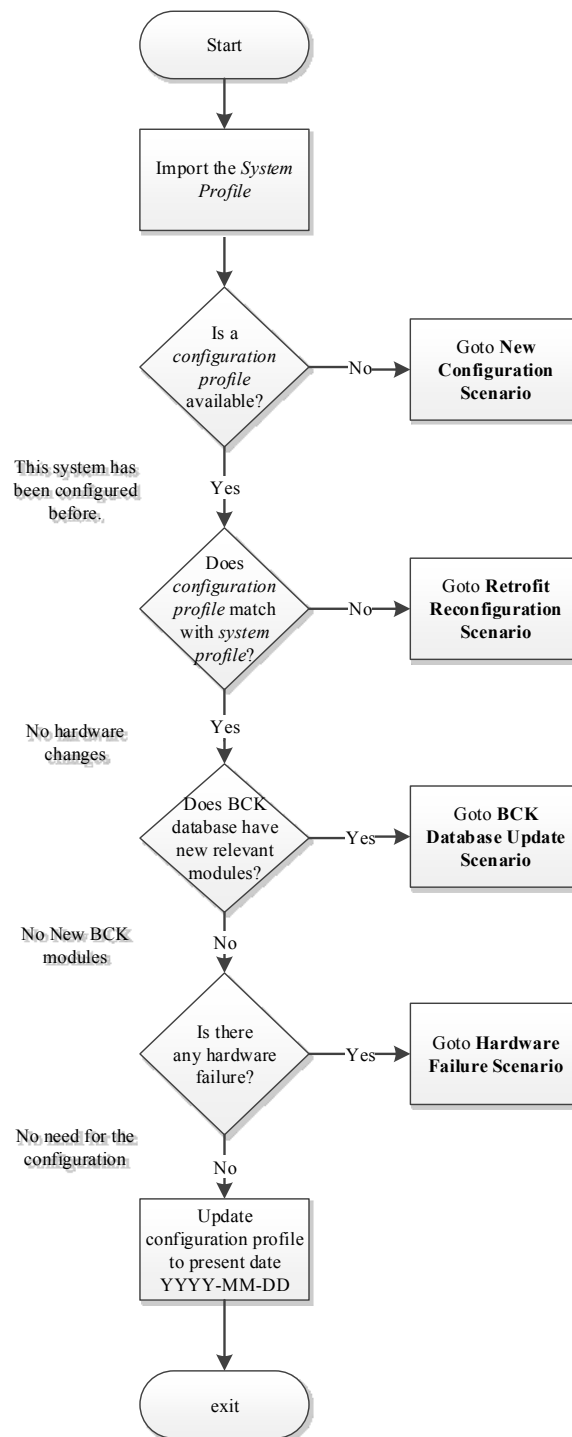 Start
Import the System
Profile
Is a
configuration
profile
available?
No
Goto New
Configuration
Scenario
This system has
been configured
before.
Yes
Does
configuration
profile match
with system
profile?
No
Goto Retrofit
Reconfiguration
Scenario
No hardware
changes
Yes
Does BCK
database have
new relevant
modules?
Yes
Goto BCK
Database Update
Scenario
No New BCK
modules
No
Is there
any hardware
failure?
Yes
Goto Hardware
Failure Scenario
No need for the
configuration
No
Update
configuration profile
to present date
YYYY-MM-DD
exit